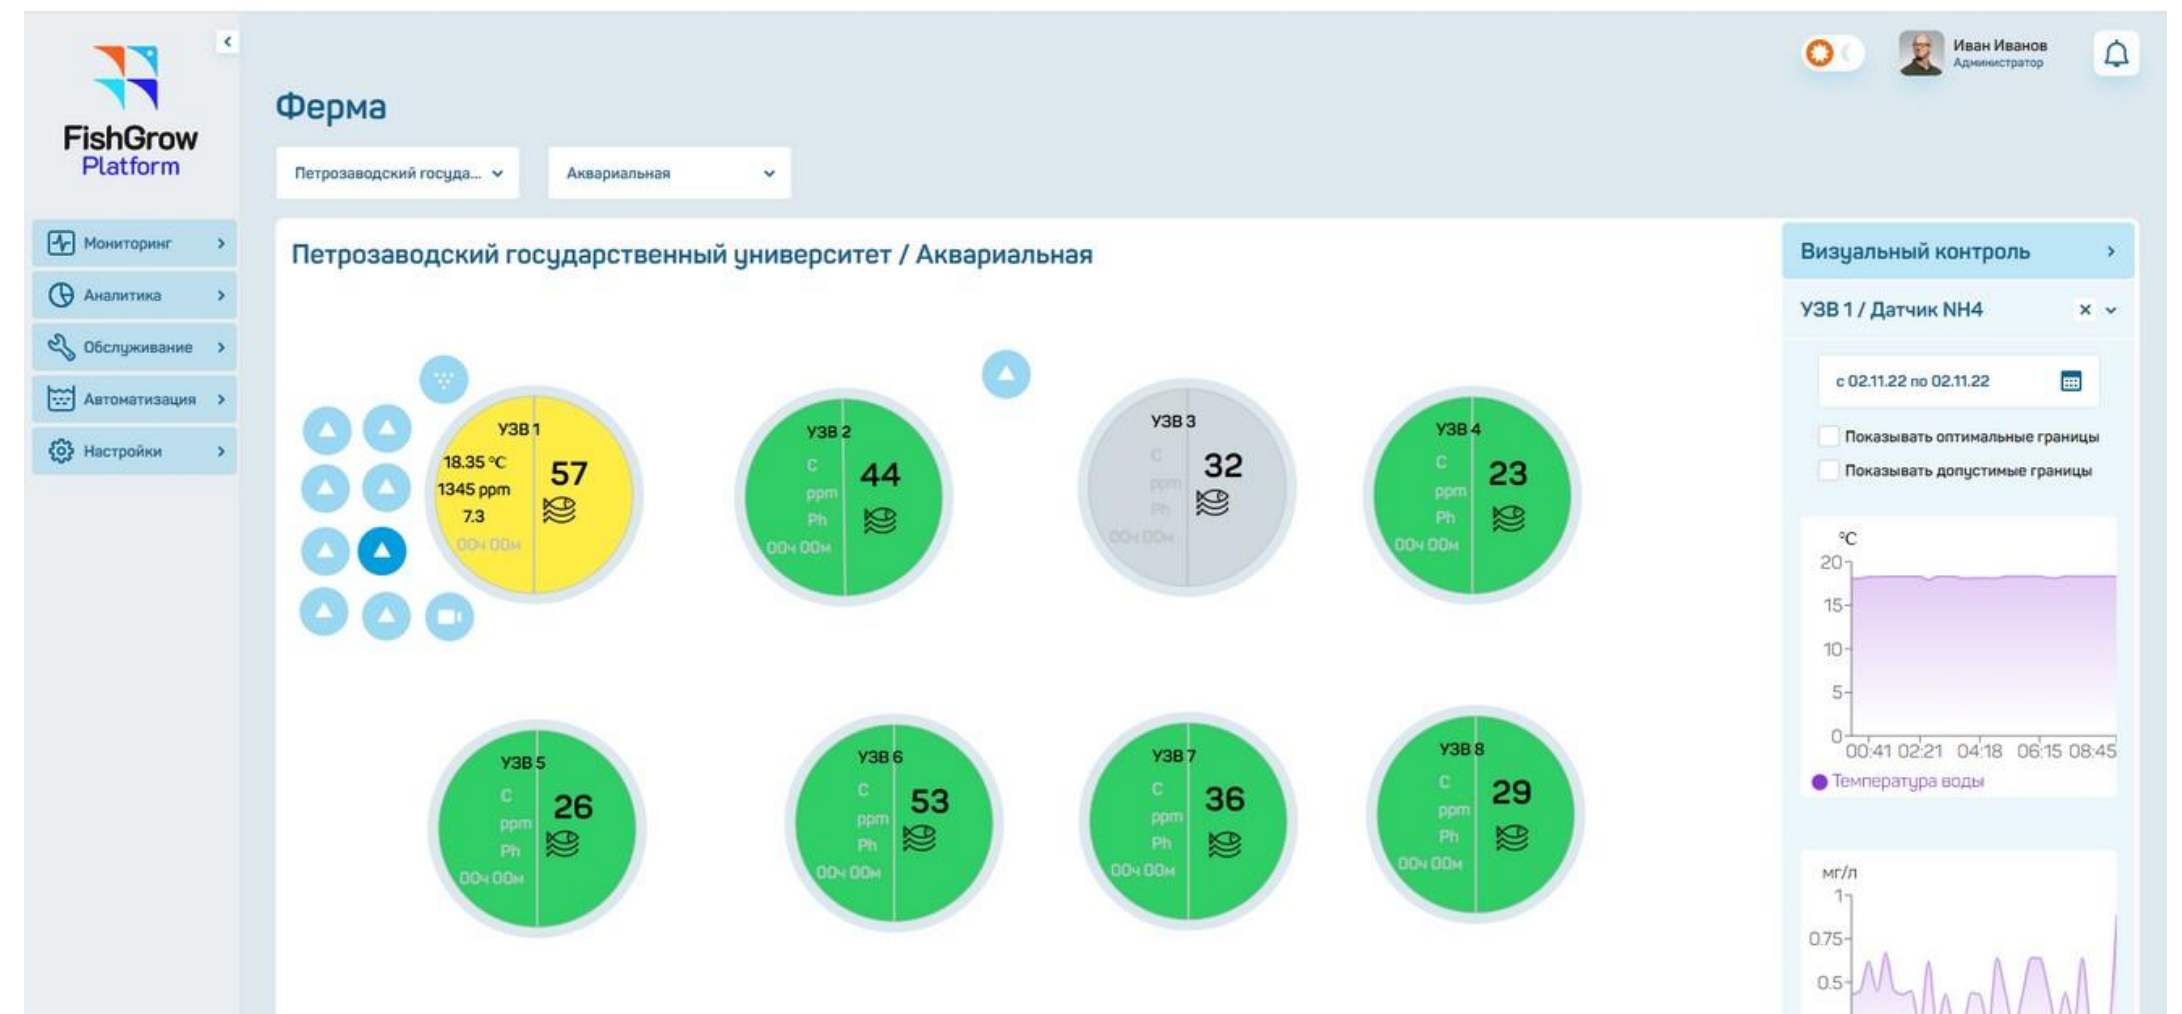 FishGrow
Platform
Мониторинг
Аналитика
Обслуживание
Автоматизация
Настройки
Иван Иванов
Администратор
Ферма
Петрозаводский госуда...
Аквариальная
Петрозаводский государственный университет / Аквариальная
УЗВ 1
18.35 °C
1345 ppm
7.3
00ч 00м
57
УЗВ 2
C
ppm
Ph
00ч 00м
44
УЗВ 3
C
ppm
Ph
00ч 00м
32
УЗВ 4
C
ppm
Ph
00ч 00м
23
УЗВ 5
C
ppm
Ph
00ч 00м
26
УЗВ 6
C
ppm
Ph
00ч 00м
53
УЗВ 7
C
ppm
Ph
00ч 00м
36
УЗВ 8
C
ppm
Ph
00ч 00м
29
Визуальный контроль
УЗВ 1 / Датчик NH4
с 02.11.22 по 02.11.22
Показывать оптимальные границы
Показывать допустимые границы
°C
20
15
10
5
0
00:41 02:21 04:18 06:15 08:45
Температура воды
мг/л
1
0.75
0.5